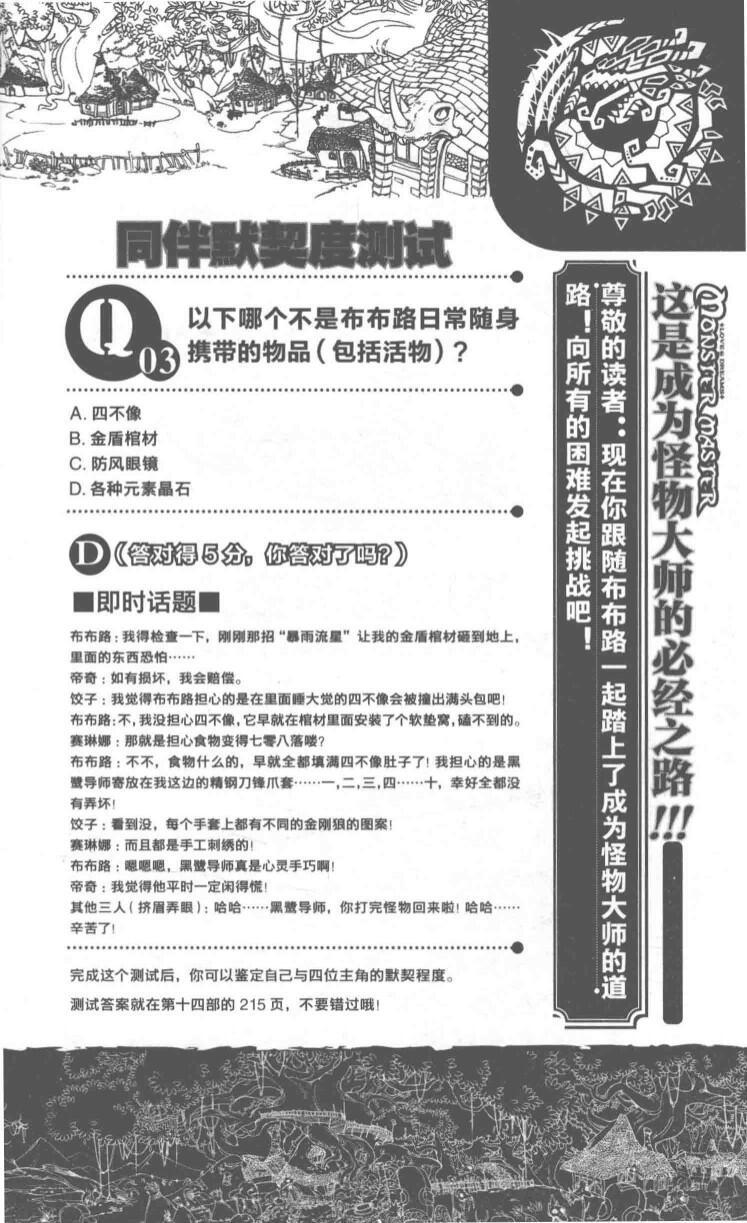 同伴默契度测试
Q03
以下哪个不是布布路日常随身
携带的物品（包括活物）?
A. 四不像
B. 金盾棺材
C. 防风眼镜
D. 各种元素晶石
D（答对得5分，你答对了吗？）
■即时话题■
布布路：我得检查一下，刚刚那招“暴雨流星”让我的金盾棺材砸到地上，
里面的东西恐怕……
帝奇：如有损坏，我会赔偿。
饺子：我觉得布布路担心的是在里面睡大觉的四不像会被撞出满头包吧!
布布路：不，我没担心四不像，它早就在棺材里面安装了个软垫窝，磕不到的。
赛琳娜：那就是担心食物变得七零八落喽?
布布路：不不，食物什么的，早就全都填满四不像肚子了! 我担心的是黑
鹭导师寄放在我这边的精钢刀锋爪套……一，二，三，四……十，幸好全都没
有弄坏!
饺子：看到没，每个手套上都有不同的金刚狼的图案!
赛琳娜：而且都是手工刺绣的!
布布路：嗯嗯嗯，黑鹭导师真是心灵手巧啊!
帝奇：我觉得他平时一定闲得慌!
其他三人（挤眉弄眼）：哈哈……黑鹭导师，你打完怪物回来啦! 哈哈……
辛苦了!
完成这个测试后，你可以鉴定自己与四位主角的默契程度。
测试答案就在第十四部的 215 页，不要错过哦!
MONSTER MASTER
★LOVE & DREAMS★
这是成为怪物大师的必经之路!!!
尊敬的读者：现在你跟随布布路一起踏上了成为怪物大师的道
路！向所有的困难发起挑战吧！